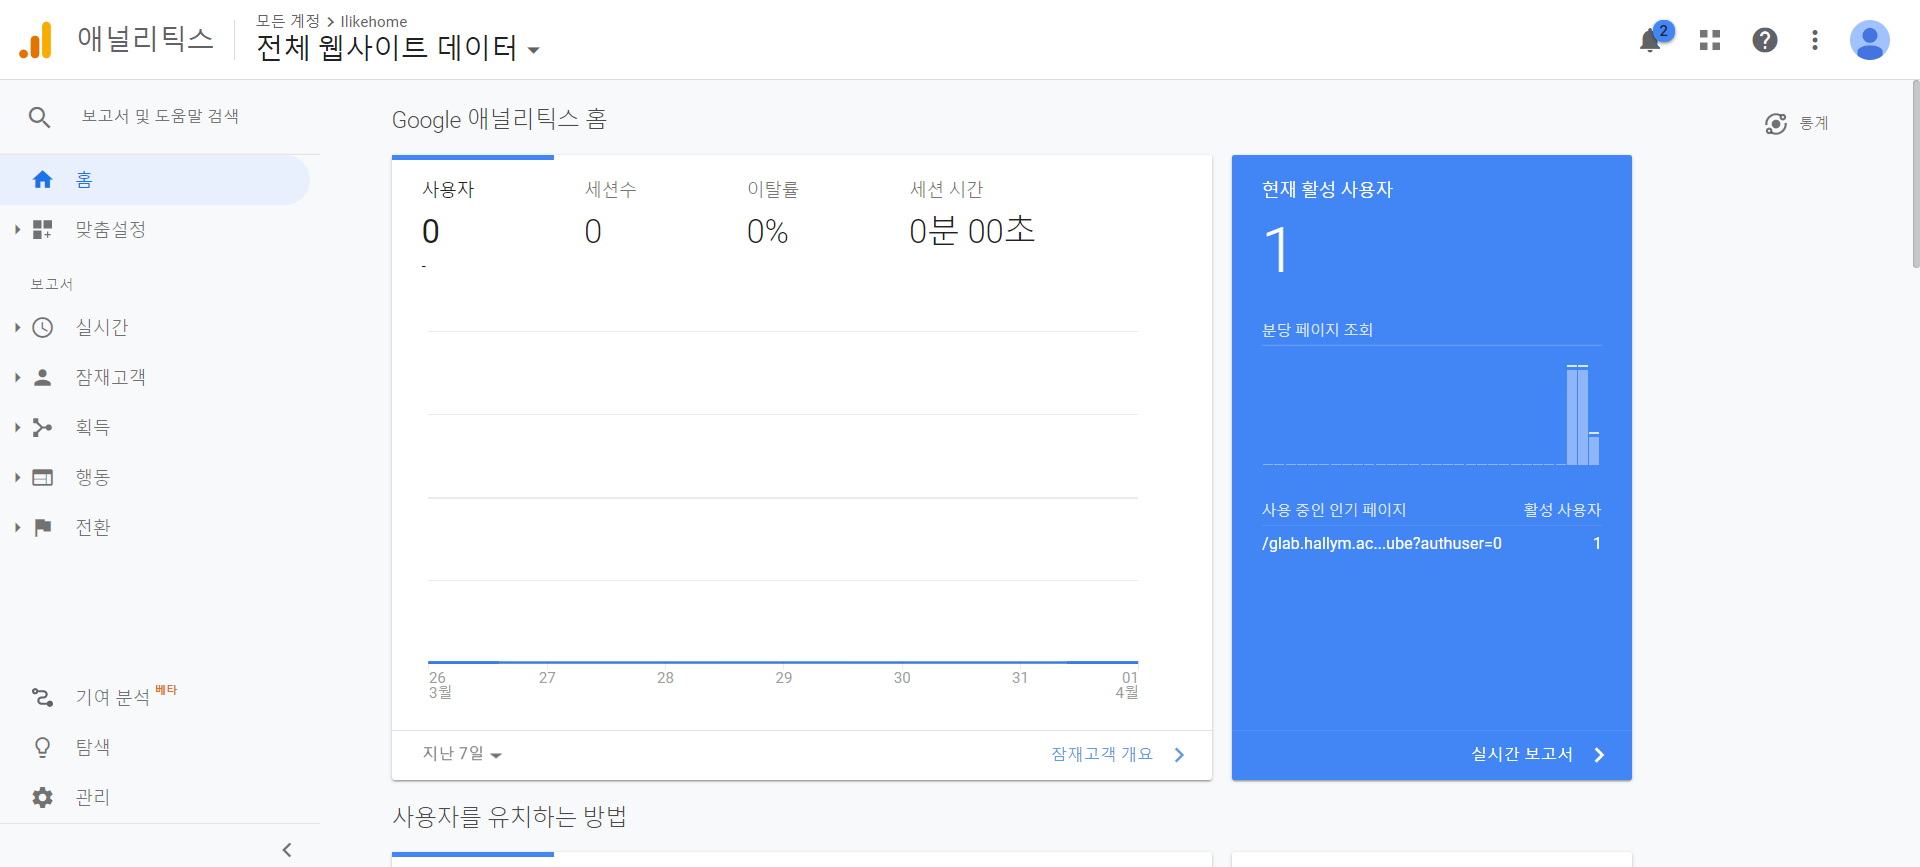 애널리틱스
모든 계정 > Ilikehome
전체 웹사이트 데이터
2
보고서 및 도움말 검색
홈
맞춤설정
보고서
실시간
잠재고객
획득
행동
전환
기여 분석 베타
탐색
관리
Google 애널리틱스 홈
통계
사용자 세션수 이탈률 세션 시간
0 0 0% 0분 00초
-
26 27 28 29 30 31 01
3월 4월
지난 7일
잠재고객 개요
현재 활성 사용자
1
분당 페이지 조회
사용 중인 인기 페이지 활성 사용자
/glab.hallym.ac...ube?authuser=0 1
실시간 보고서
사용자를 유치하는 방법